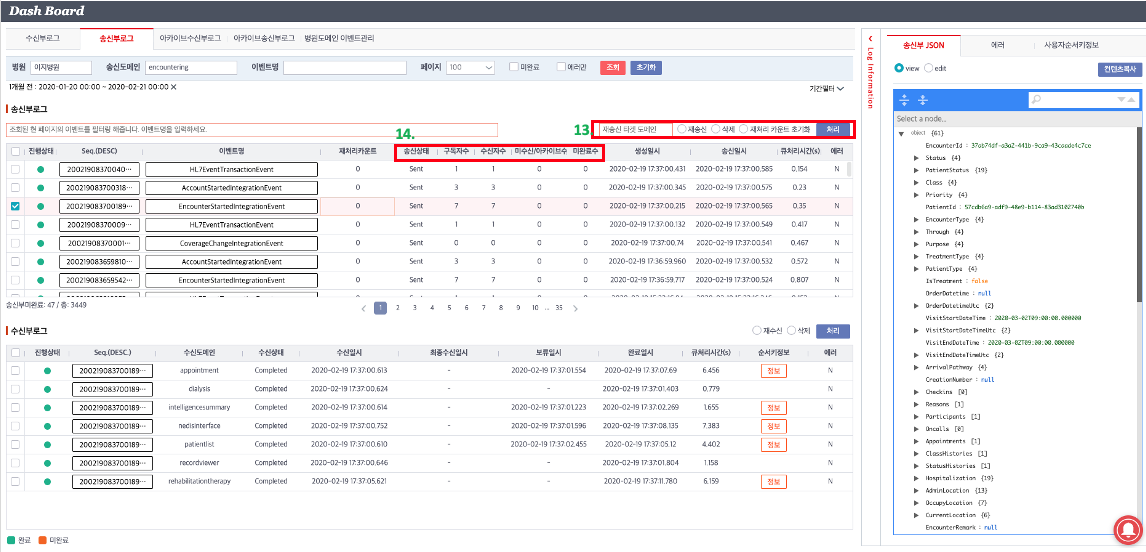 Dash Board
수신부로그 송신부로그 아카이브수신부로그 아카이브송신부로그 병원도메인 이벤트관리
병원 이지병원 송신도메인 encountering 이벤트명 페이지 100 미완료 에러만 조회 초기화
1개월 전 : 2020-01-20 00:00 ~ 2020-02-21 00:00 ✕ 기간필터
송신부로그
조회된 현 페이지의 이벤트를 필터링 해줍니다. 이벤트명을 입력하세요. 14. 13. 재송신 타겟 도메인 재송신 삭제 재처리 카운트 초기화 처리
진행상태 Seq.(DESC) 이벤트명 재처리카운트 송신상태 구독자수 수신자수 미수신/아카이브수 미완료수 생성일시 송신일시 큐처리시간(s) 에러
200219083700040··· HL7EventTransactionEvent 0 Sent 1 1 0 0 2020-02-19 17:37:00.431 2020-02-19 17:37:00.585 0.154 N
200219083700318··· AccountStartedIntegrationEvent 0 Sent 3 3 0 0 2020-02-19 17:37:00.345 2020-02-19 17:37:00.575 0.23 N
200219083700189··· EncounterStartedIntegrationEvent 0 Sent 7 7 0 0 2020-02-19 17:37:00.215 2020-02-19 17:37:00.565 0.35 N
200219083700009··· HL7EventTransactionEvent 0 Sent 1 1 0 0 2020-02-19 17:37:00.132 2020-02-19 17:37:00.549 0.417 N
200219083700001··· CoverageChangeIntegrationEvent 0 Sent 0 0 0 0 2020-02-19 17:37:00.74 2020-02-19 17:37:00.541 0.467 N
200219083659810··· AccountStartedIntegrationEvent 0 Sent 3 3 0 0 2020-02-19 17:36:59.960 2020-02-19 17:37:00.532 0.572 N
200219083659542··· EncounterStartedIntegrationEvent 0 Sent 7 7 0 0 2020-02-19 17:36:59.717 2020-02-19 17:37:00.524 0.807 N
송신부미완료: 47 / 총: 3449
1 2 3 4 5 6 7 8 9 10 .. 35
수신부로그 재수신 삭제 처리
진행상태 Seq.(DESC.) 수신도메인 수신상태 수신일시 최종수신일시 보류일시 완료일시 큐처리시간(s) 순서키정보 에러
200219083700189··· appointment Completed 2020-02-19 17:37:00.613 - 2020-02-19 17:37:01.554 2020-02-19 17:37:07.69 6.456 정보 N
200219083700189··· dialysis Completed 2020-02-19 17:37:00.624 - - 2020-02-19 17:37:01.403 0.779 N
200219083700189··· intelligencesummary Completed 2020-02-19 17:37:00.614 - 2020-02-19 17:37:01.223 2020-02-19 17:37:02.269 1.655 정보 N
200219083700189··· nedisinterface Completed 2020-02-19 17:37:00.752 - 2020-02-19 17:37:01.596 2020-02-19 17:37:08.135 7.383 정보 N
200219083700189··· patientlist Completed 2020-02-19 17:37:00.610 - 2020-02-19 17:37:02.455 2020-02-19 17:37:05.12 4.402 정보 N
200219083700189··· recordviewer Completed 2020-02-19 17:37:00.646 - - 2020-02-19 17:37:01.804 1.158 N
200219083700189··· rehabilitationtherapy Completed 2020-02-19 17:37:05.621 - - 2020-02-19 17:37:11.780 6.159 정보 N
완료 미완료
Log Information
송신부 JSON 에러 사용자순서키정보
view edit 컨텐츠복사
Select a node...
object {61}
EncounterId :
Status {4}
PatientStatus {19}
Class {4}
Priority {4}
PatientId :
EncounterType {4}
Through {4}
Purpose {4}
TreatmentType {4}
PatientType {4}
IsTreatment : false
OrderDatetime : null
OrderDatetimeUtc {2}
VisitStartDateTime : 2020-03-02T09:00:00.000000
VisitStartDateTimeUtc {2}
VisitEndDateTime : 2020-03-02T09:00:00.000000
VisitEndDateTimeUtc {2}
ArrivalPathway {4}
CreationNumber : null
Checkins [0]
Reasons [1]
Participants [1]
Oncalls [0]
Appointments [1]
ClassHistories [1]
StatusHistories [1]
Hospitalization {19}
AdminLocation {13}
OccupyLocation {7}
CurrentLocation {6}
EncounterRemark : null